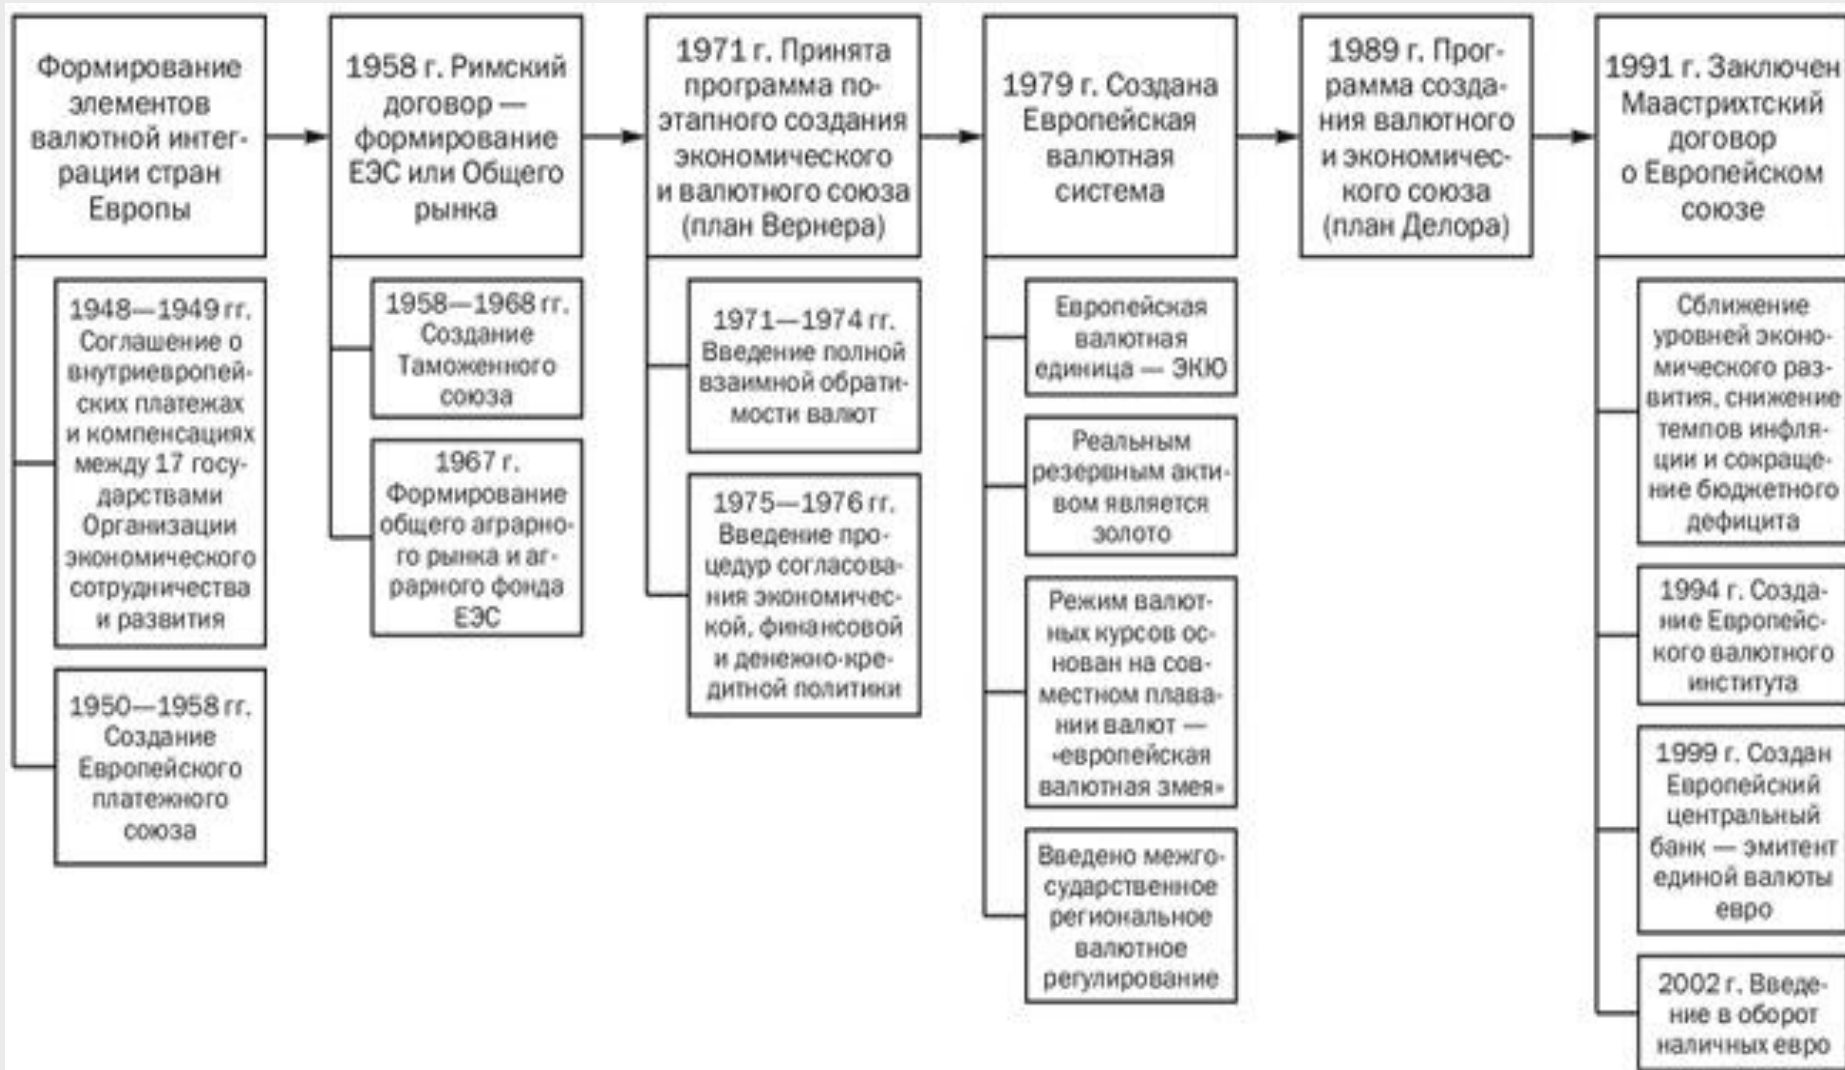 Формирование
элементов
валютной интег-
рации стран
Европы
1948—1949 гг.
Соглашение о
внутриевропей-
ских платежах
и компенсациях
между 17 госу-
дарствами
Организации
экономического
сотрудничества
и развития
1950—1958 гг.
Создание
Европейского
платежного
союза
1958 г. Римский
договор —
формирование
ЕЭС или Общего
рынка
1958—1968 гг.
Создание
Таможенного
союза
1967 г.
Формирование
общего аграрно-
го рынка и аг-
рарного фонда
ЕЭС
1971 г. Принята
программа по-
этапного создания
экономического
и валютного союза
(план Вернера)
1971—1974 гг.
Введение полной
взаимной обрати-
мости валют
1975—1976 гг.
Введение про-
цедур согласова-
ния экономичес-
кой, финансовой
и денежно-кре-
дитной политики
1979 г. Создана
Европейская
валютная
система
Европейская
валютная
единица — ЭКЮ
Реальным
резервным акти-
вом является
золото
Режим валют-
ных курсов ос-
нован на сов-
местном плава-
нии валют —
«европейская
валютная змея»
Введено межго-
сударственное
региональное
валютное
регулирование
1989 г. Прог-
рамма созда-
ния валютного
и экономичес-
кого союза
(план Делора)
1991 г. Заключен
Маастрихтский
договор
о Европейском
союзе
Сближение
уровней эконо-
мического раз-
вития, снижение
темпов инфля-
ции и сокраще-
ние бюджетного
дефицита
1994 г. Созда-
ние Европейс-
кого валютного
института
1999 г. Создан
Европейский
центральный
банк — эмитент
единой валюты
евро
2002 г. Введе-
ние в оборот
наличных евро